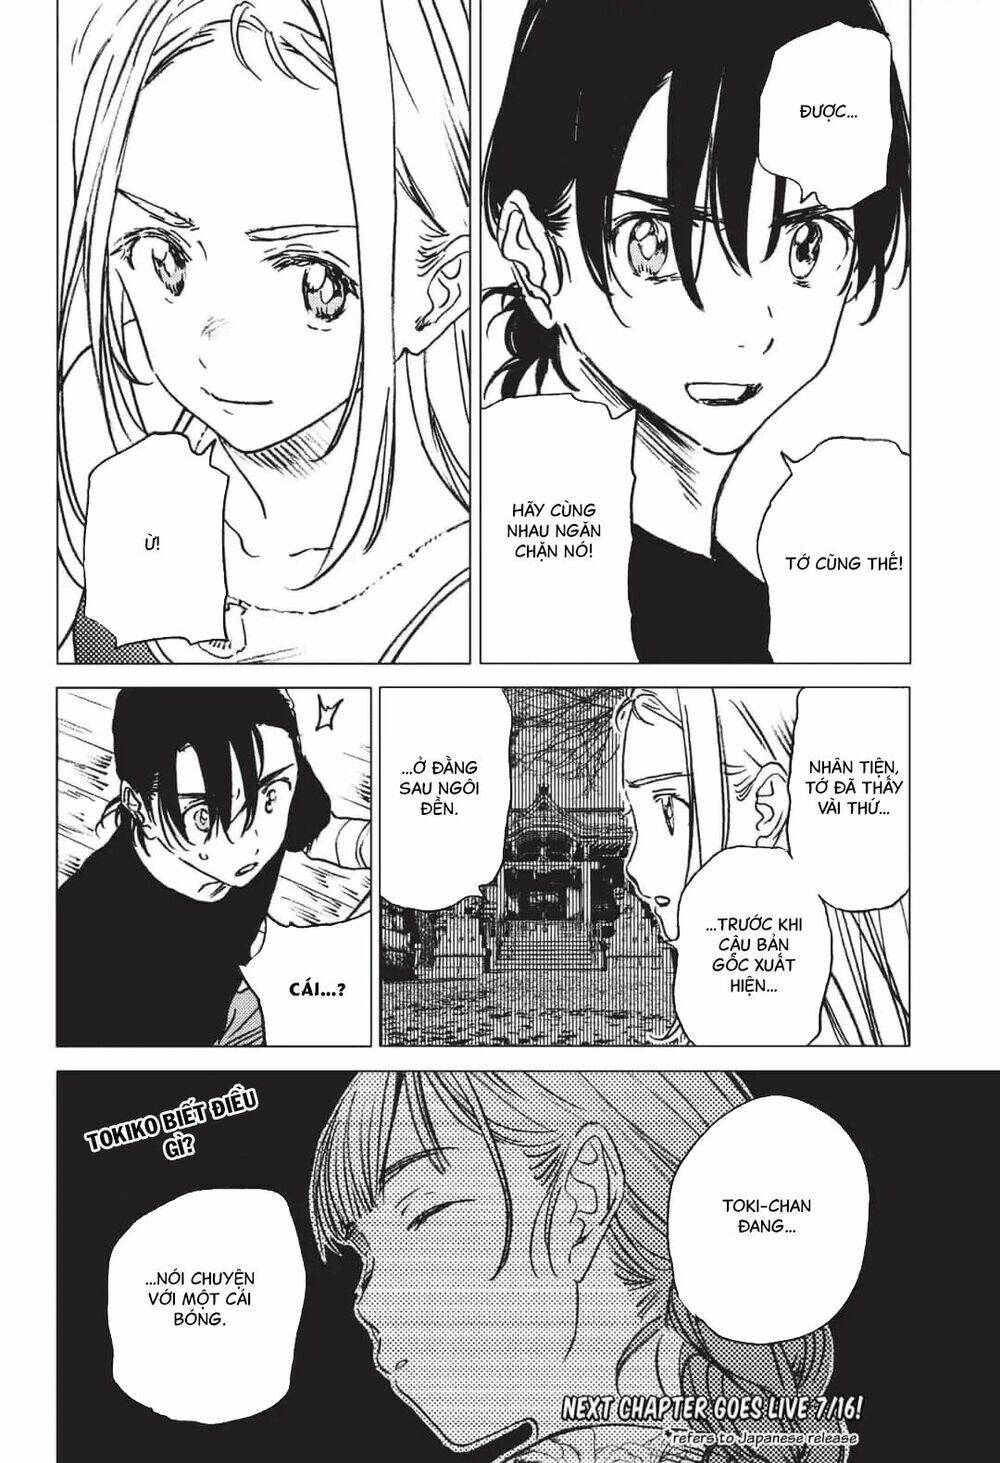 ĐƯỢC...
TỚ CŨNG THẾ!
HÃY CÙNG
NHAU NGĂN
CHẶN NÓ!
Ừ!
NHÂN TIỆN,
TỚ ĐÃ THẤY
VÀI THỨ...
...TRƯỚC KHI
CẬU BẢN
GỐC XUẤT
HIỆN...
...Ở ĐẰNG
SAU NGÔI
ĐỀN.
CÁI...?
TOKI-CHAN
ĐANG...
TOKIKO BIẾT ĐIỀU
GÌ?
...NÓI CHUYỆN
VỚI MỘT CÁI
BÓNG.
NEXT CHAPTER GOES LIVE 7/16!
*refers to Japanese release